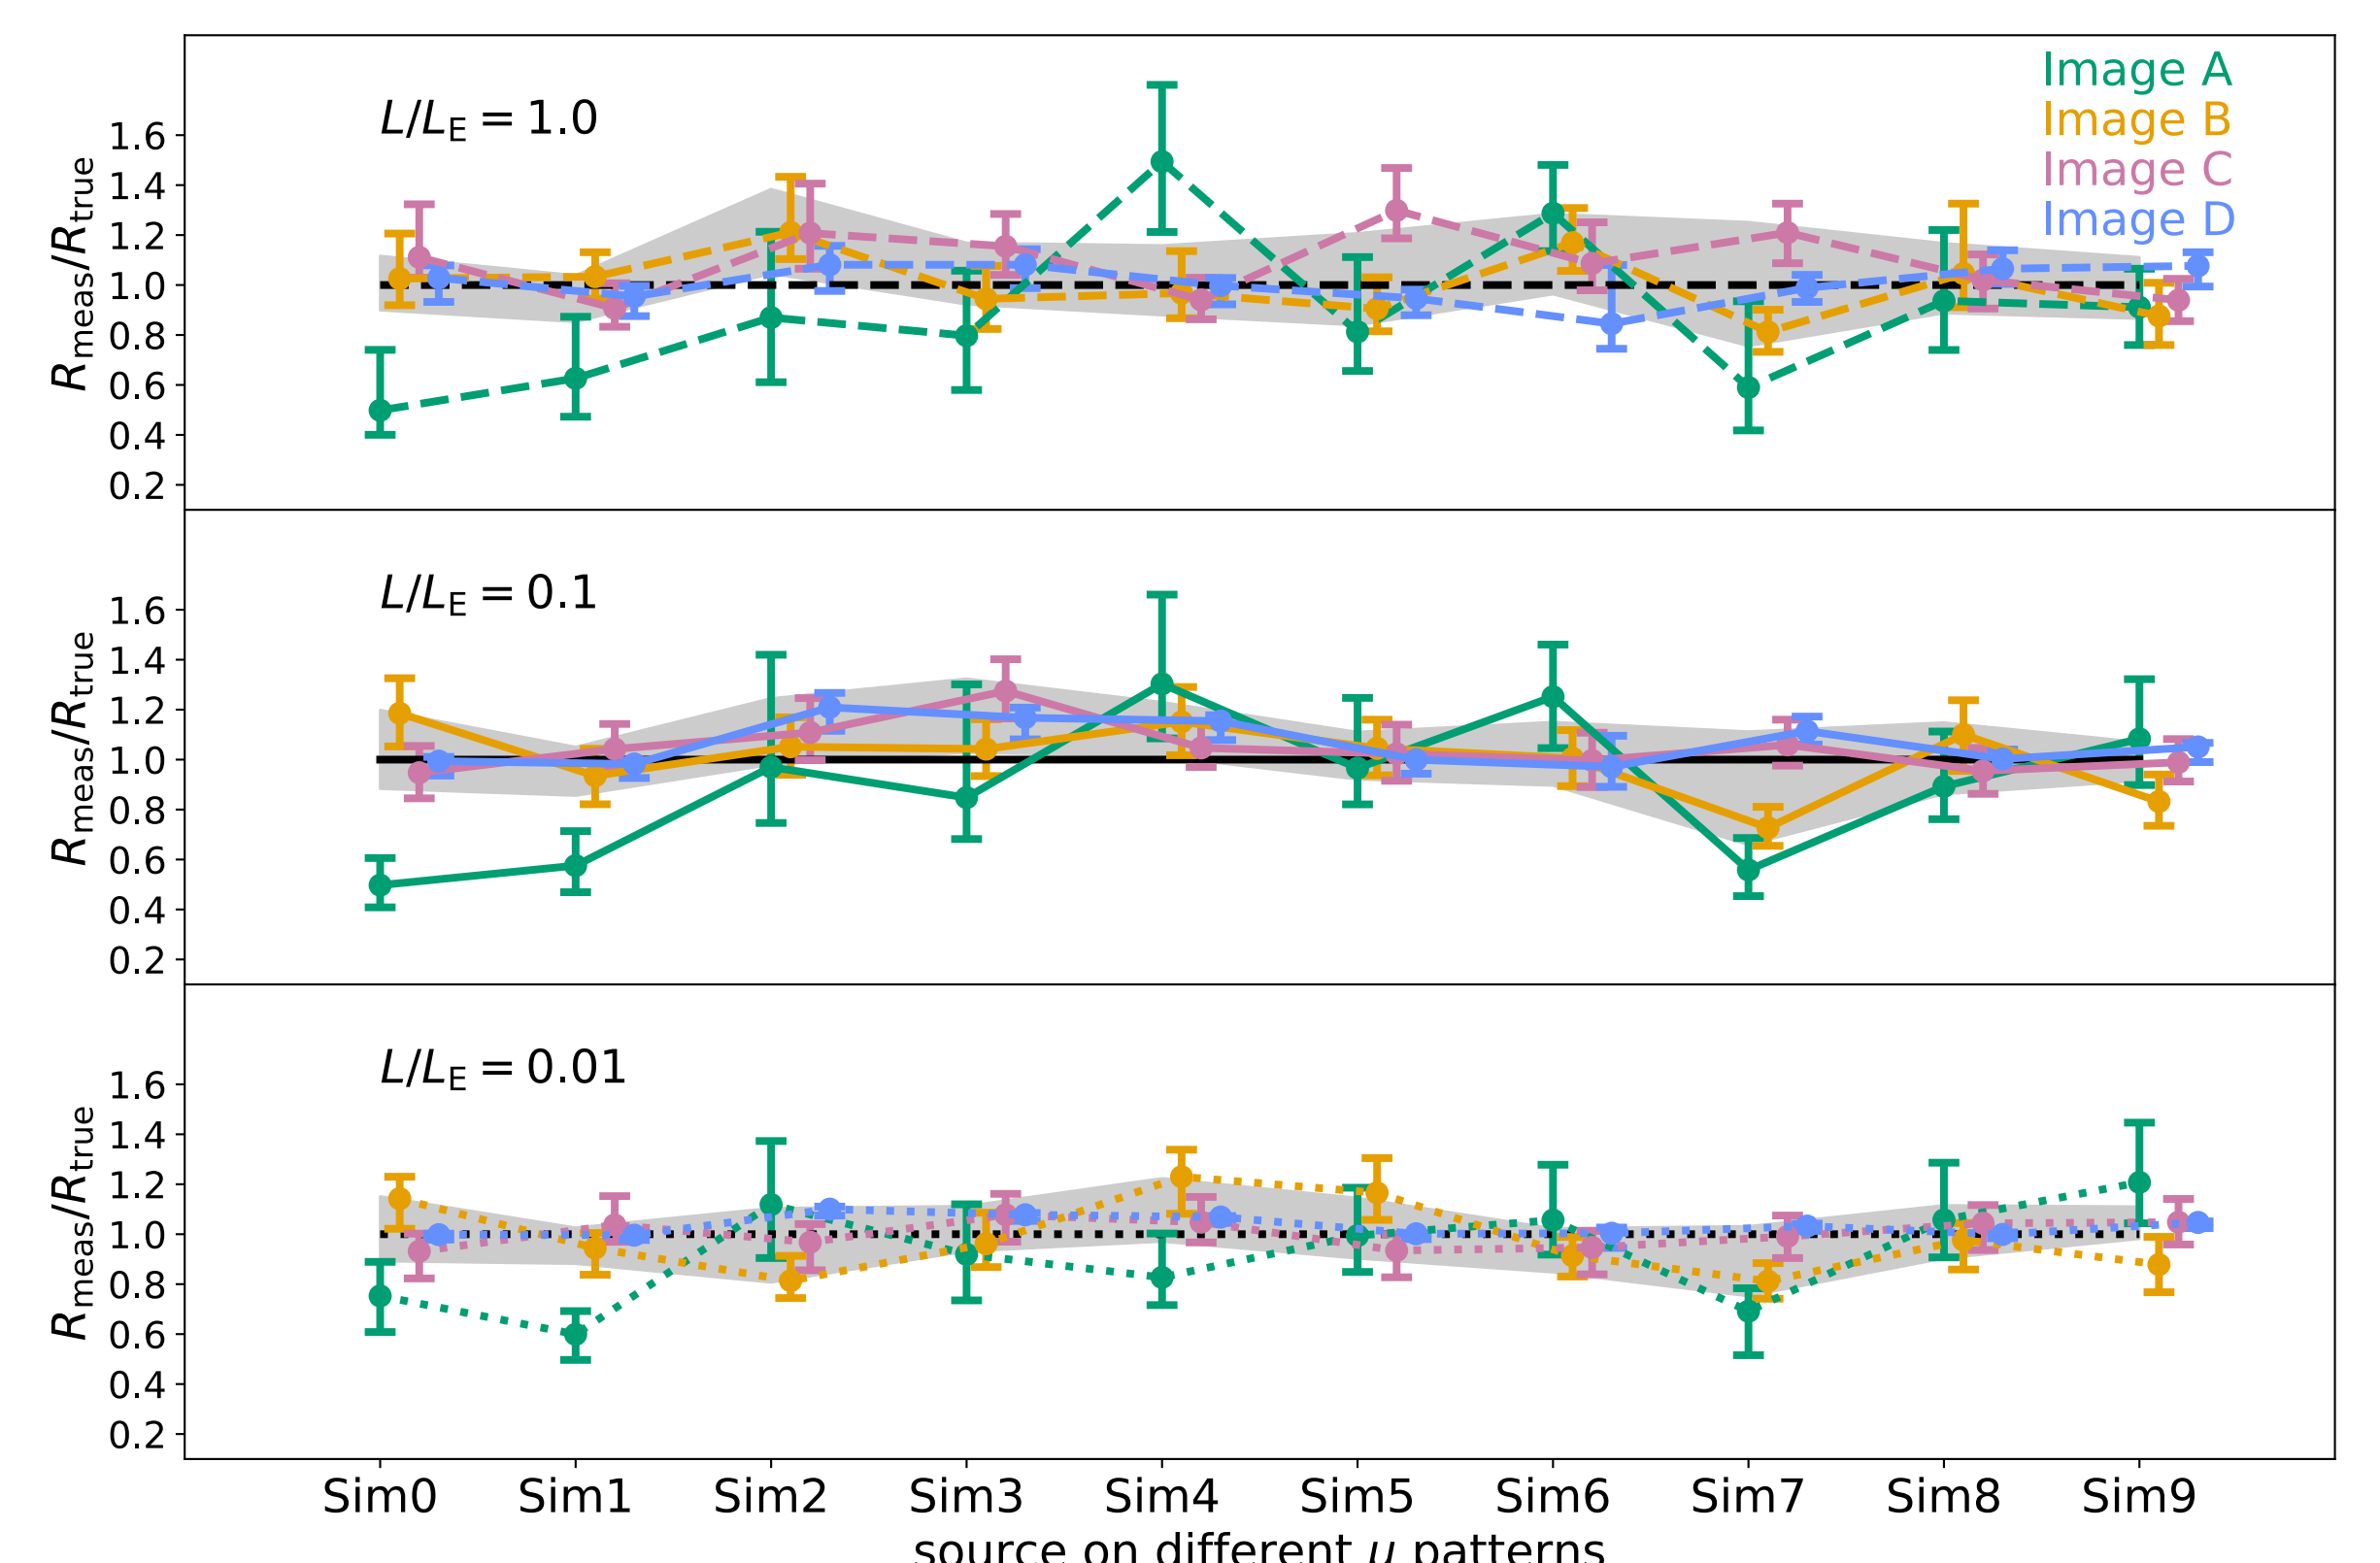 L/L_E = 1.0
Image A
Image B
Image C
Image D
R_meas/R_true
1.6
1.4
1.2
1.0
0.8
0.6
0.4
0.2
L/L_E = 0.1
R_meas/R_true
1.6
1.4
1.2
1.0
0.8
0.6
0.4
0.2
L/L_E = 0.01
R_meas/R_true
1.6
1.4
1.2
1.0
0.8
0.6
0.4
0.2
Sim0 Sim1 Sim2 Sim3 Sim4 Sim5 Sim6 Sim7 Sim8 Sim9
source on different μ patterns